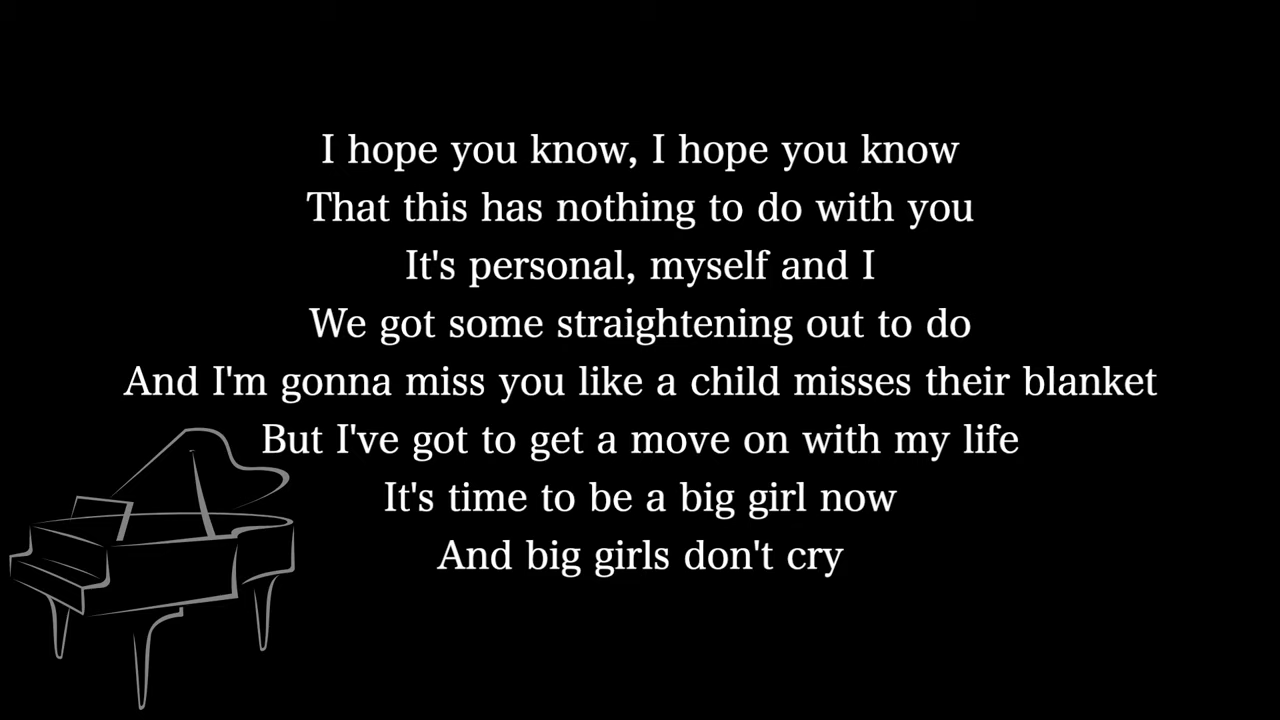 I hope you know, I hope you know
That this has nothing to do with you
It's personal, myself and I
We got some straightening out to do
And I'm gonna miss you like a child misses their blanket
But I've got to get a move on with my life
It's time to be a big girl now
And big girls don't cry